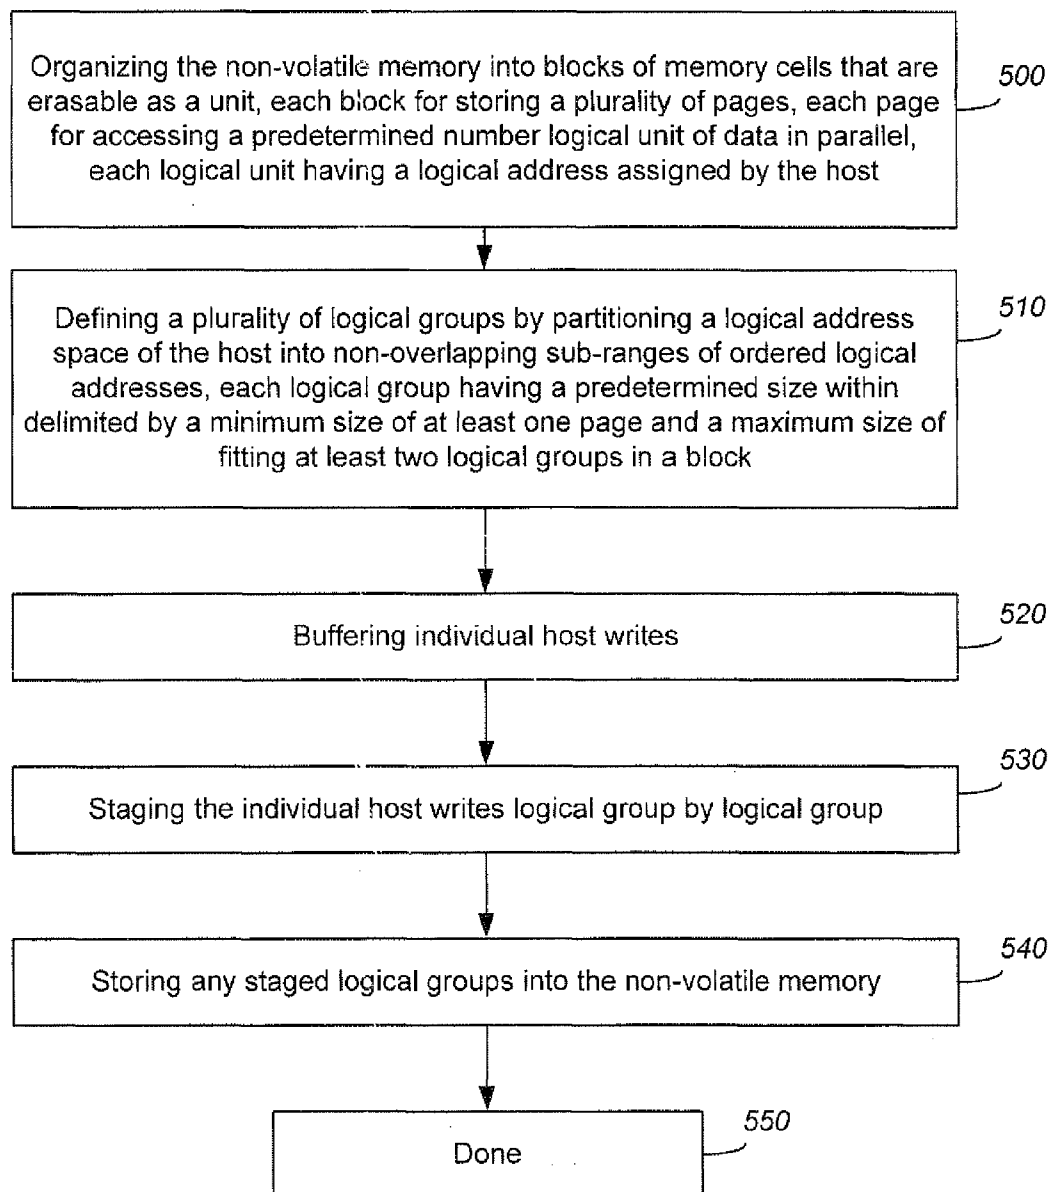 Organizing the non-volatile memory into blocks of memory cells that are
erasable as a unit, each block for storing a plurality of pages, each page
for accessing a predetermined number logical unit of data in parallel,
each logical unit having a logical address assigned by the host
500
Defining a plurality of logical groups by partitioning a logical address
space of the host into non-overlapping sub-ranges of ordered logical
addresses, each logical group having a predetermined size within
delimited by a minimum size of at least one page and a maximum size of
fitting at least two logical groups in a block
510
Buffering individual host writes
520
Staging the individual host writes logical group by logical group
530
Storing any staged logical groups into the non-volatile memory
540
Done
550